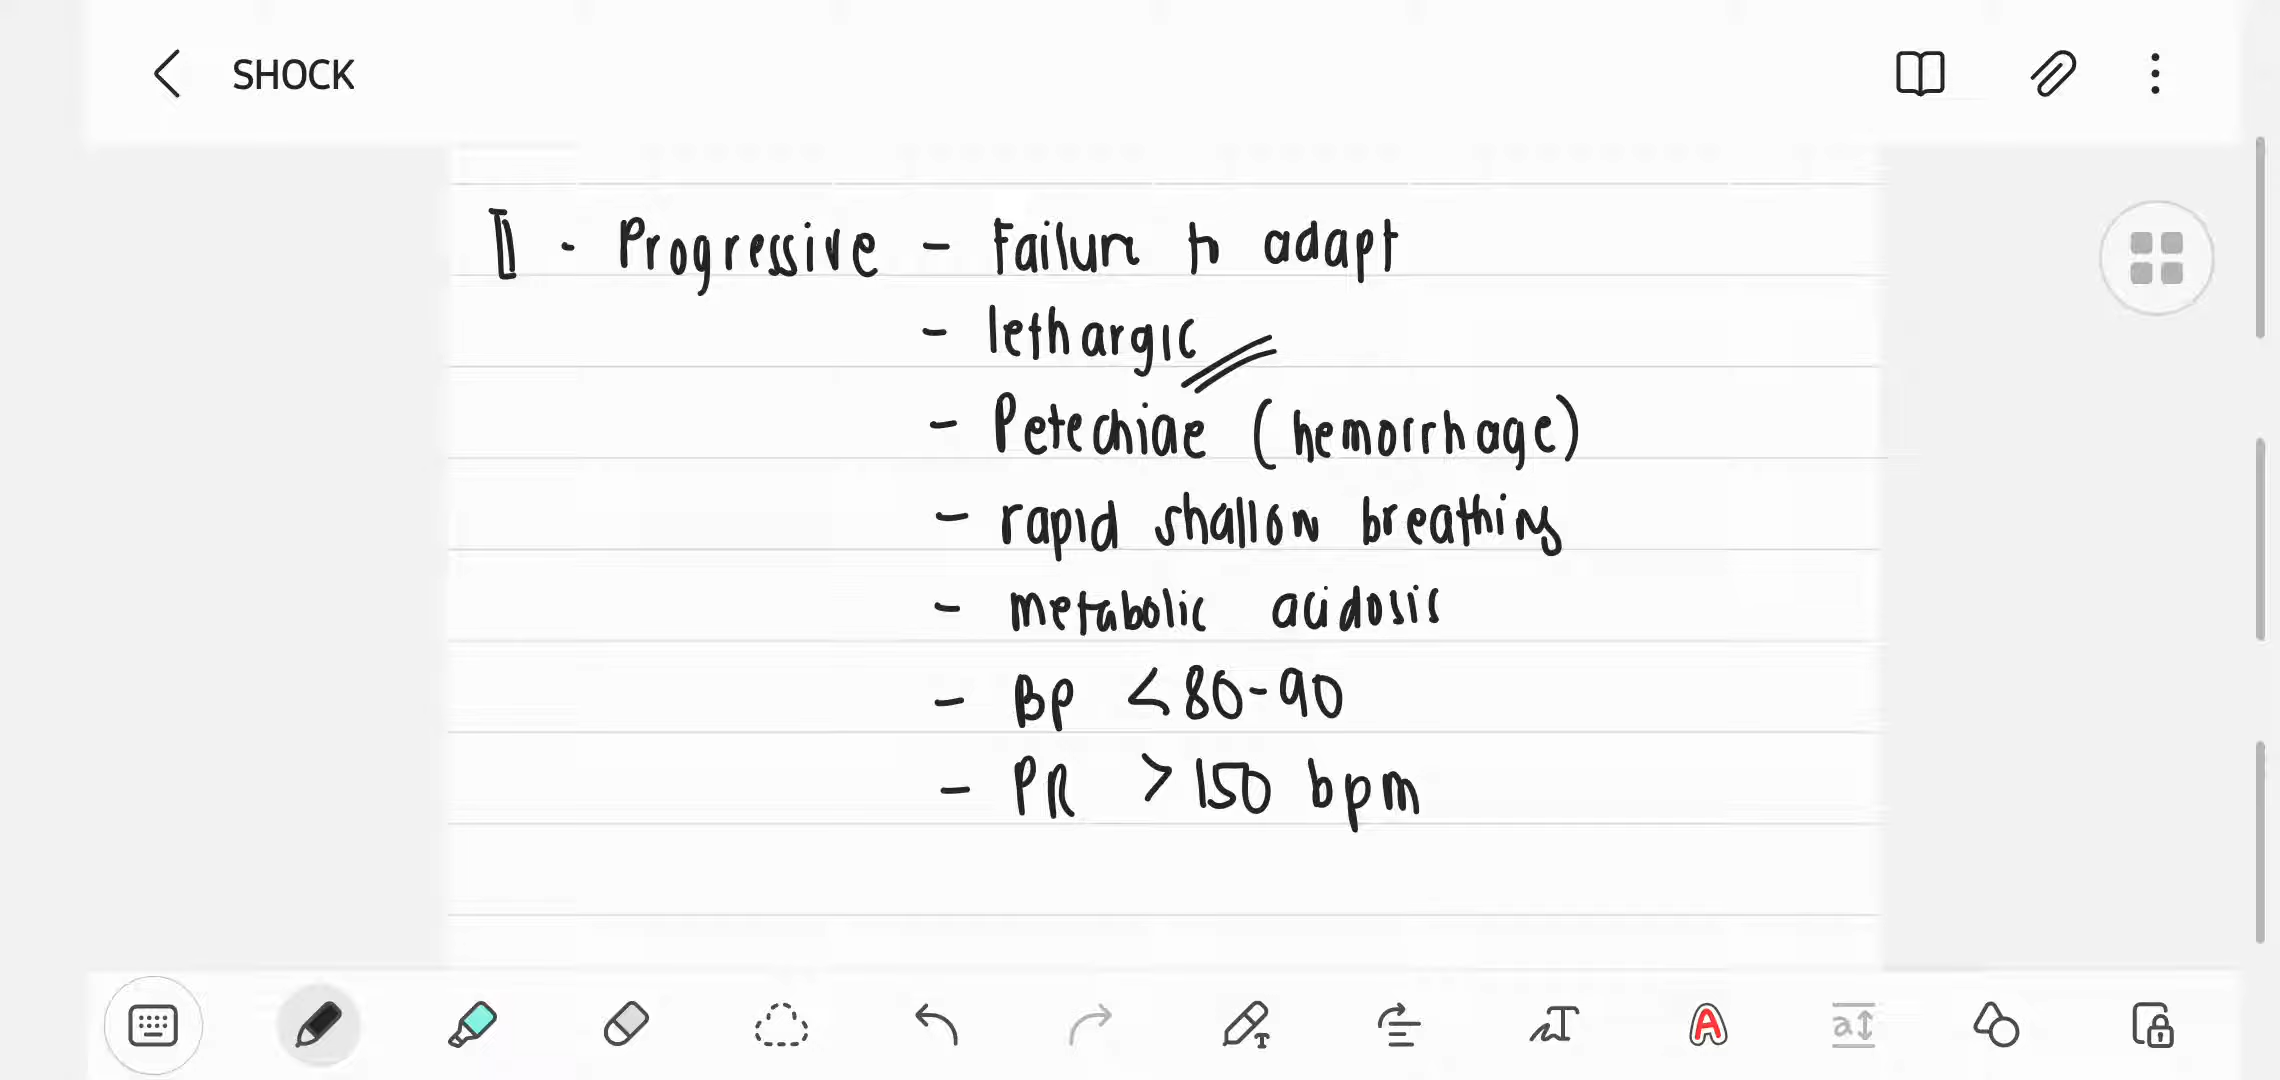 SHOCK
II - Progressive - Failure to adapt
- lethargic
- Petechiae (hemorrhage)
- rapid shallow breathing
- metabolic acidosis
- BP <80-90
- PR >150 bpm